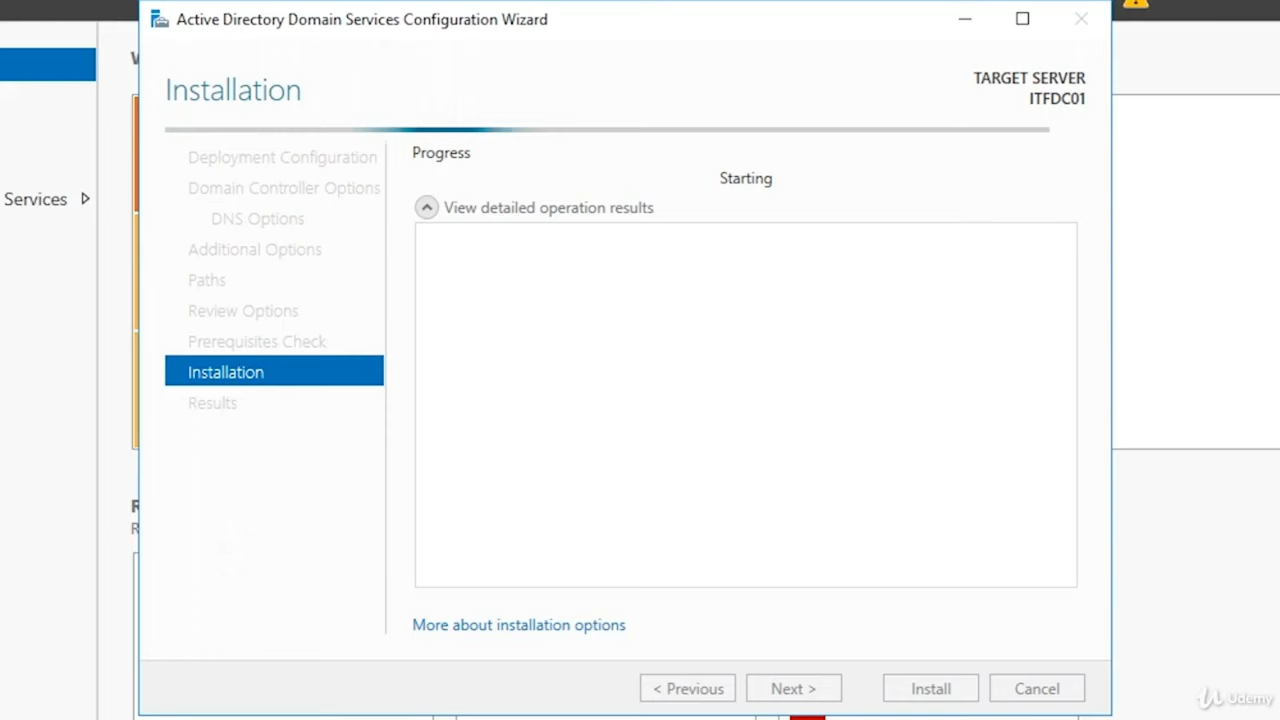 Active Directory Domain Services Configuration Wizard
Installation
TARGET SERVER
ITFDC01
Deployment Configuration
Domain Controller Options
DNS Options
Additional Options
Paths
Review Options
Prerequisites Check
Installation
Results
Progress
Starting
View detailed operation results
More about installation options
< Previous
Next >
Install
Cancel
Services
Udemy